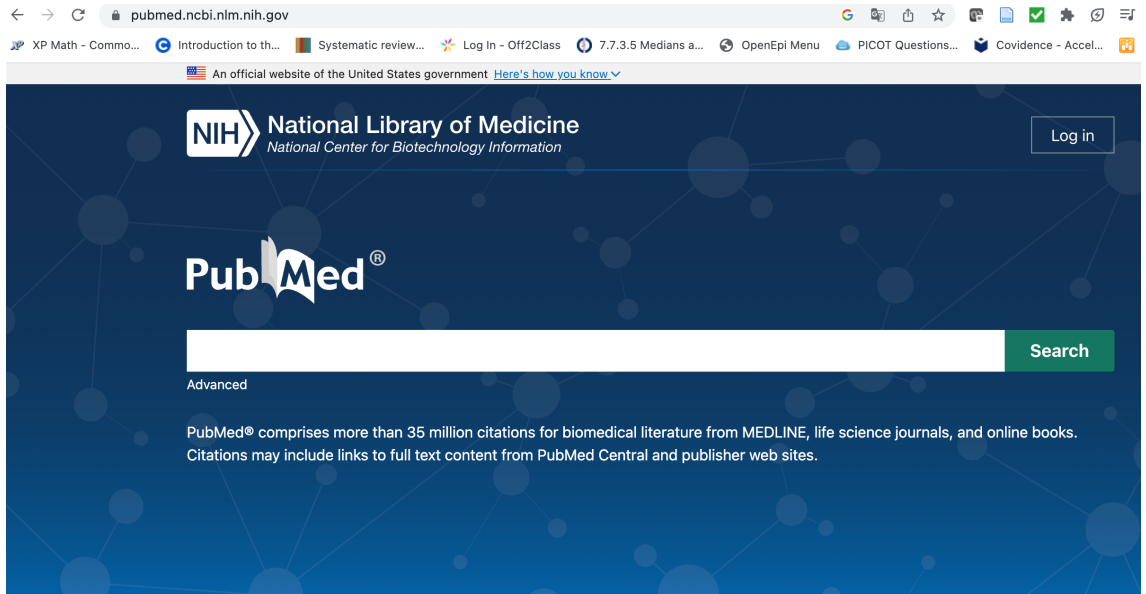 pubmed.ncbi.nlm.nih.gov
XP Math - Commo... Introduction to th... Systematic review... Log In - Off2Class 7.7.3.5 Medians a... OpenEpi Menu PICOT Questions... Covidence - Accel...
An official website of the United States government Here's how you know
NIH National Library of Medicine
National Center for Biotechnology Information
Log in
PubMed®
Search
Advanced
PubMed® comprises more than 35 million citations for biomedical literature from MEDLINE, life science journals, and online books.
Citations may include links to full text content from PubMed Central and publisher web sites.